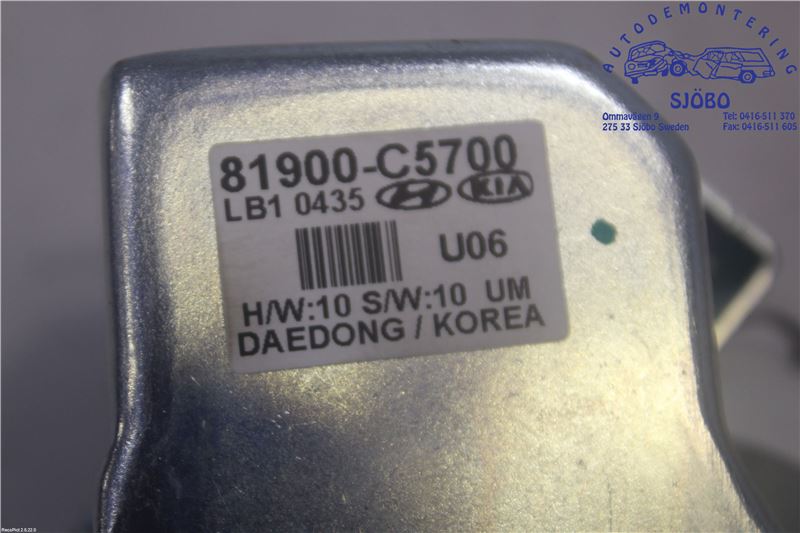 AUTODEMONTERING
SJÖBO
Ommavägen 9
275 33 Sjöbo Sweden
Tel: 0416-511 370
Fax: 0416-511 605
81900-C5700
LB1 0435 KIA
U06
H/W:10 S/W:10 UM
DAEDONG / KOREA